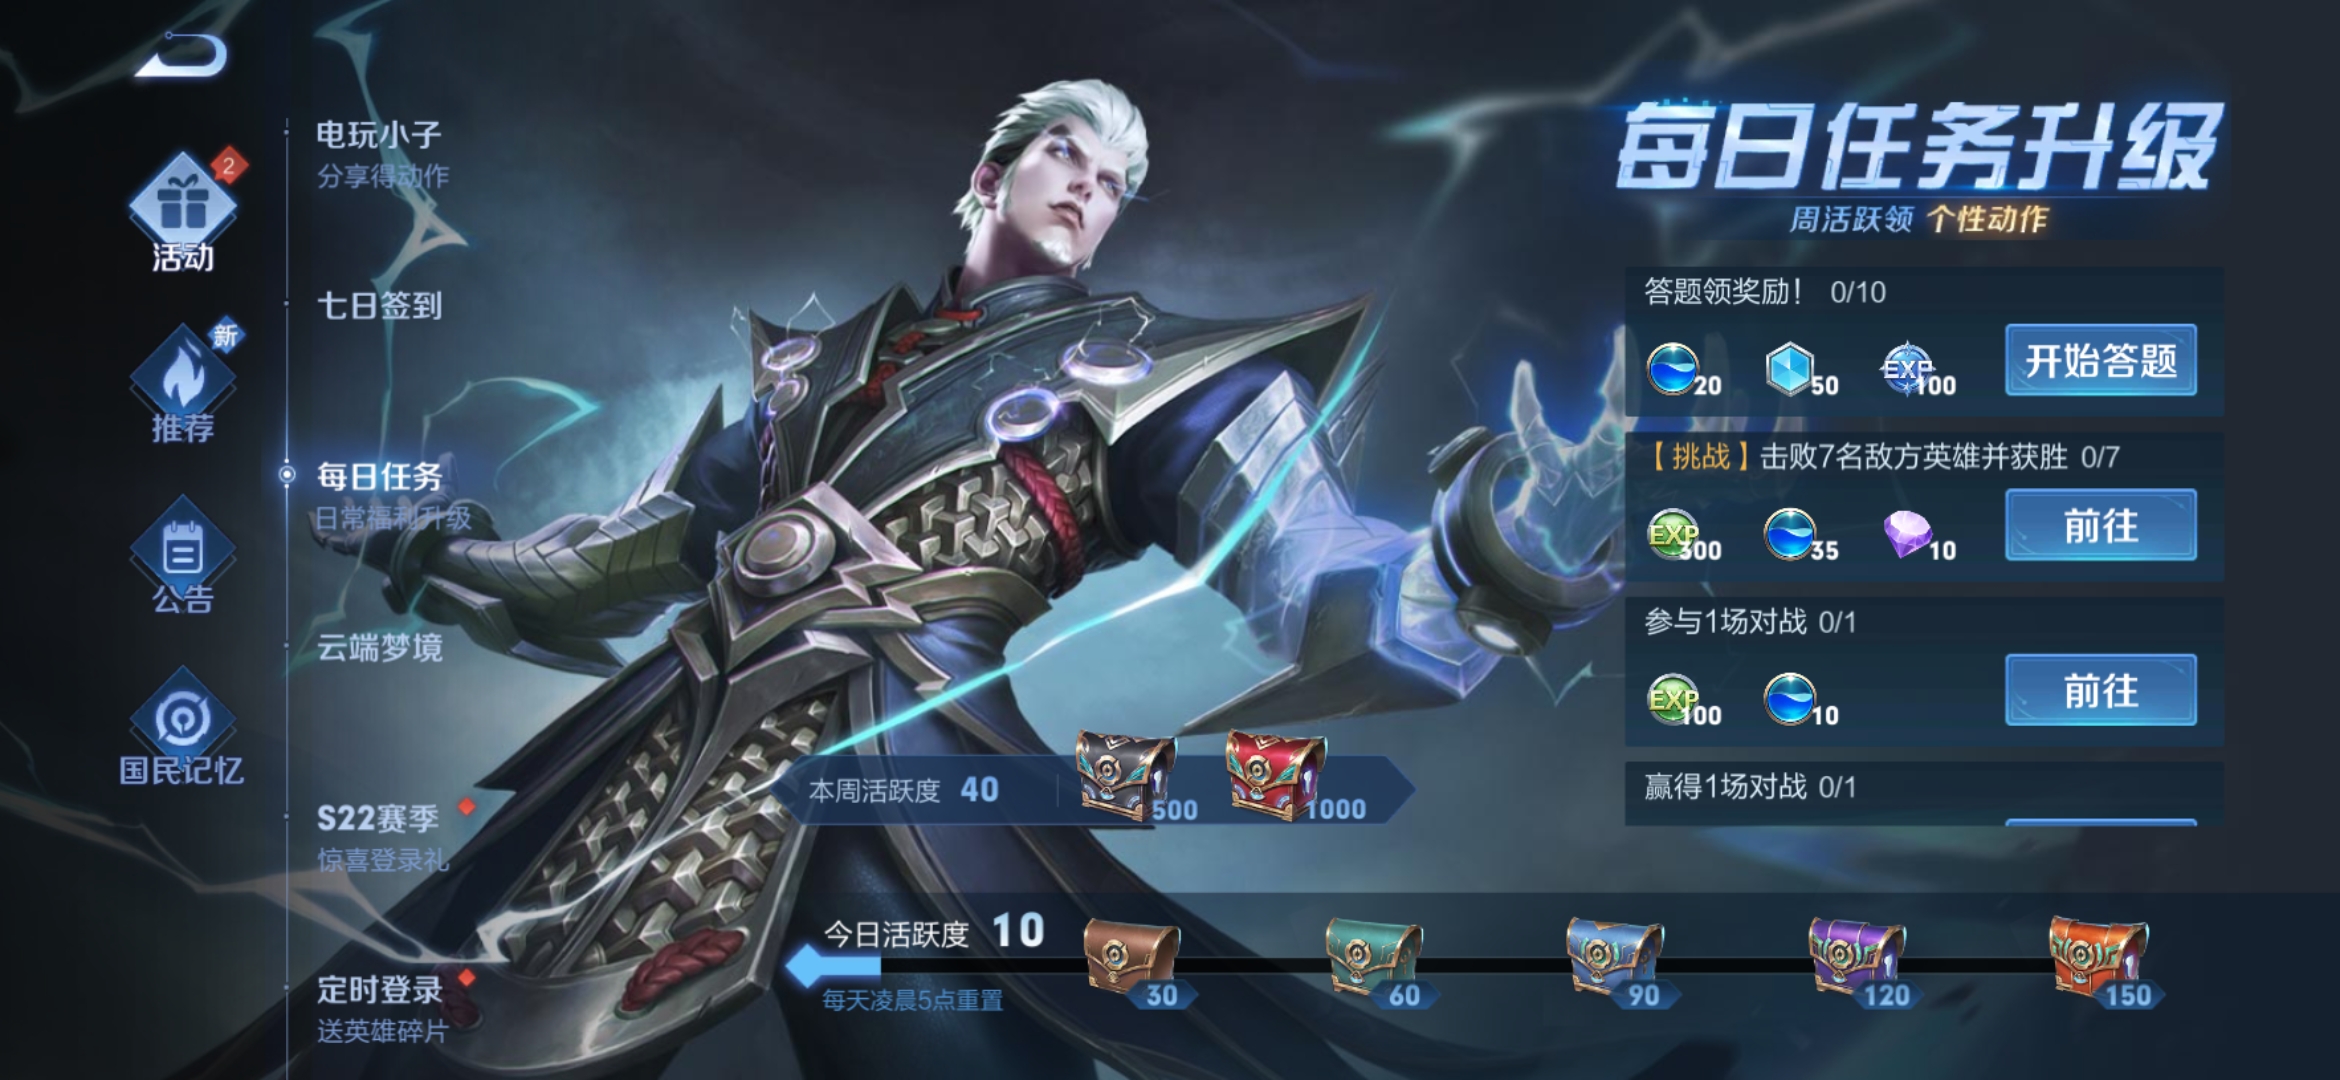 2
活动
新
推荐
公告
国民记忆
电玩小子
分享得动作
七日签到
每日任务
日常福利升级
云端梦境
S22赛季
惊喜登录礼
定时登录
送英雄碎片
每日任务升级
周活跃领 个性动作
答题领奖励！ 0/10
20 50 EXP 100
开始答题
【挑战】击败7名敌方英雄并获胜 0/7
EXP 300 35 10
前往
参与1场对战 0/1
EXP 100 10
前往
赢得1场对战 0/1
本周活跃度 40 500 1000
今日活跃度 10
每天凌晨5点重置
30 60 90 120 150